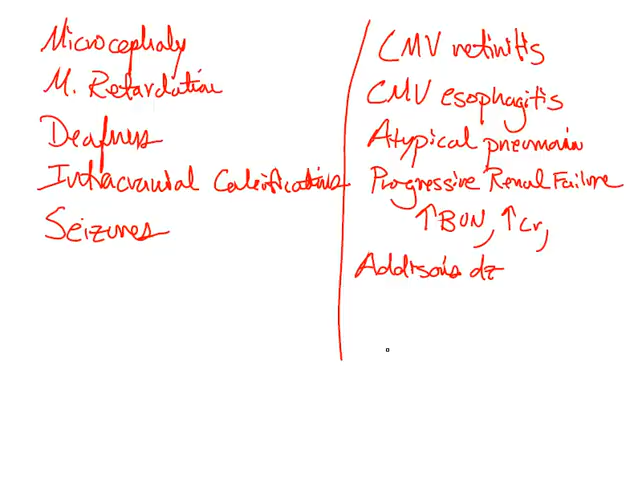 Microcephaly
M. Retardation
Deafness
Intracranial Calcifications
Seizures
CMV retinitis
CMV esophagitis
Atypical pneumonia
Progressive Renal Failure
↑BUN, ↑Cr,
Addison's dz